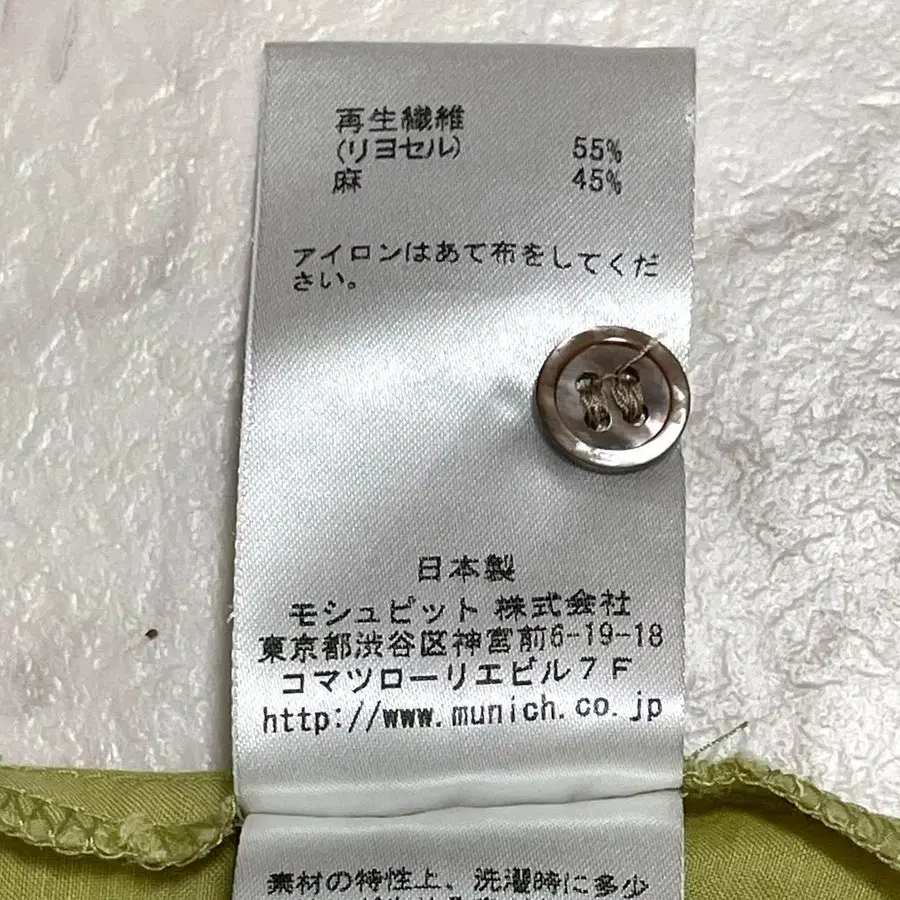 再生繊維
(リヨセル) 55%
麻 45%
アイロンはあて布をしてくだ
さい。
日本製
モシュピット 株式会社
東京都渋谷区神宮前6-19-18
コマツローリエビル7F
http://www.munich.co.jp
素材の特性上、洗濯時に多少